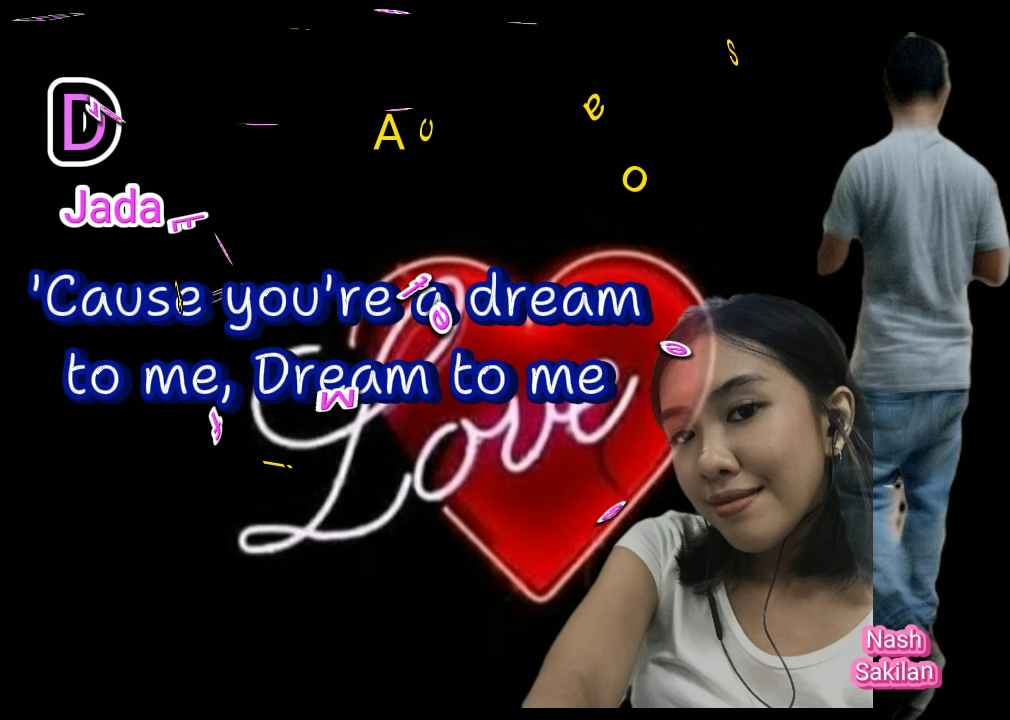 D
Jada
A c e s
o
E
'Cause you're a dream
to me, Dream to me
M
Love
Nash
Sakilan